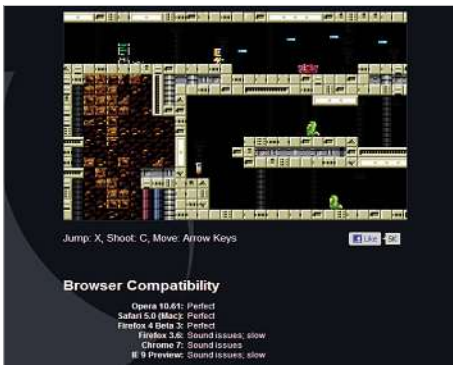 Jump: X, Shoot: C, Move: Arrow Keys
Like 5K
Browser Compatibility
Opera 10.61: Perfect
Safari 5.0 (Mac): Perfect
Firefox 4 Beta 3: Perfect
Firefox 3.6: Sound issues; slow
Chrome 7: Sound issues
IE 9 Preview: Sound issues, slow